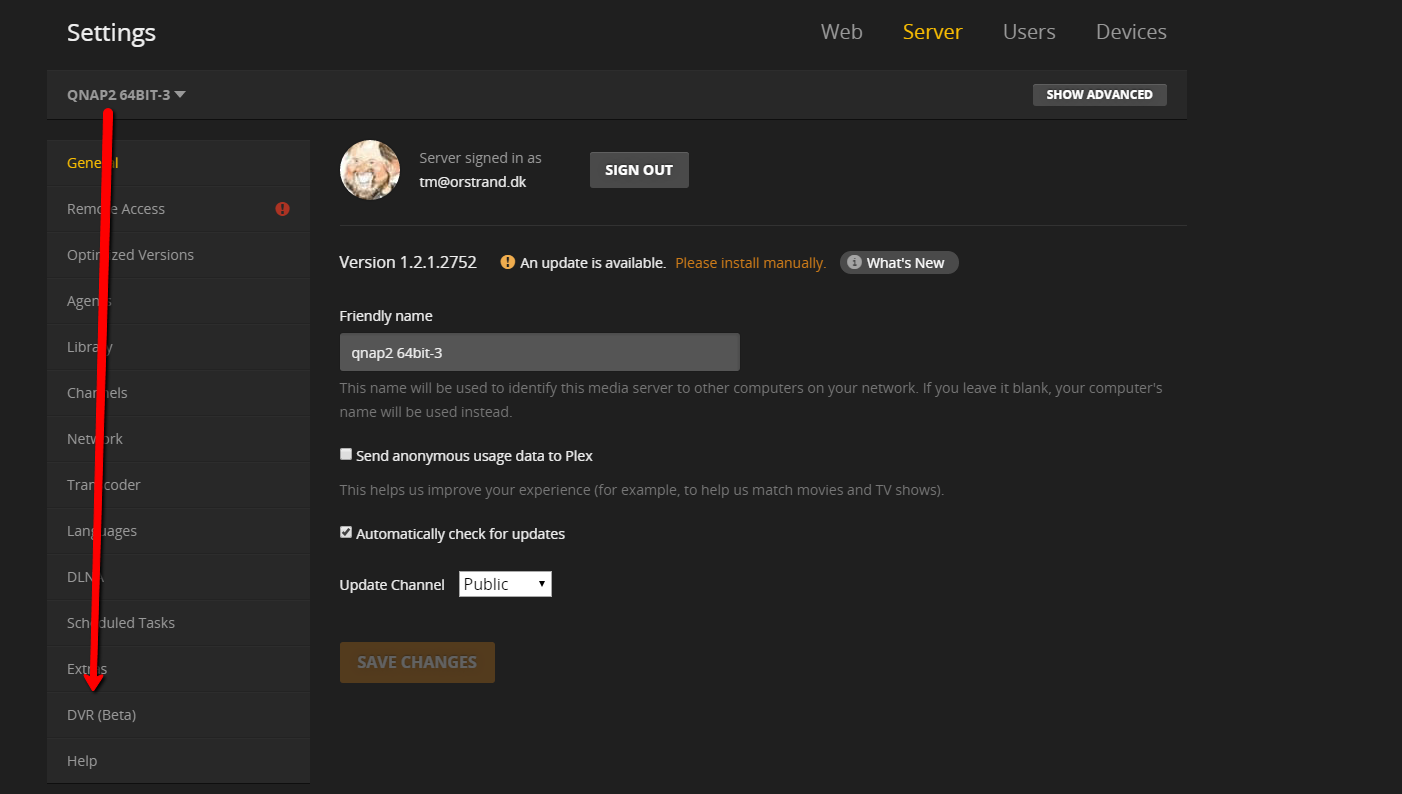 Settings
Web Server Users Devices
QNAP2 64BIT-3
SHOW ADVANCED
General
Remote Access
Optimized Versions
Agents
Library
Channels
Network
Transcoder
Languages
DLNA
Scheduled Tasks
Extras
DVR (Beta)
Help
Server signed in as
tm@orstrand.dk
SIGN OUT
Version 1.2.1.2752
An update is available. Please install manually.
What's New
Friendly name
qnap2 64bit-3
This name will be used to identify this media server to other computers on your network. If you leave it blank, your computer's
name will be used instead.
Send anonymous usage data to Plex
This helps us improve your experience (for example, to help us match movies and TV shows).
Automatically check for updates
Update Channel Public
SAVE CHANGES